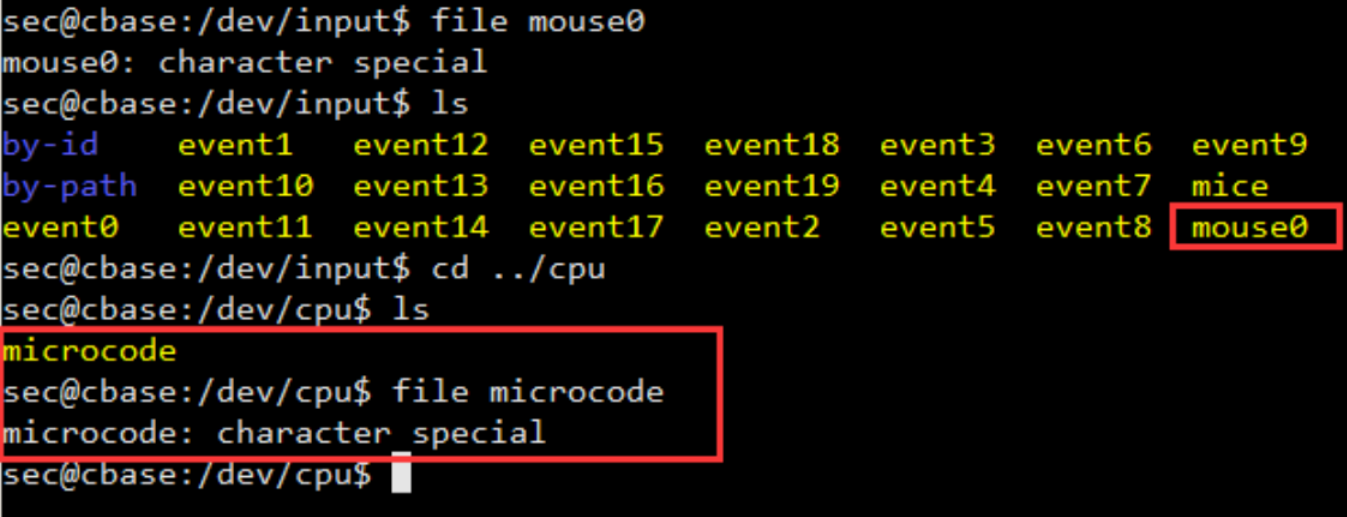 sec@cbase:/dev/input$ file mouse0
mouse0: character special
sec@cbase:/dev/input$ ls
by-id event1 event12 event15 event18 event3 event6 event9
by-path event10 event13 event16 event19 event4 event7 mice
event0 event11 event14 event17 event2 event5 event8 mouse0
sec@cbase:/dev/input$ cd ../cpu
sec@cbase:/dev/cpu$ ls
microcode
sec@cbase:/dev/cpu$ file microcode
microcode: character special
sec@cbase:/dev/cpu$